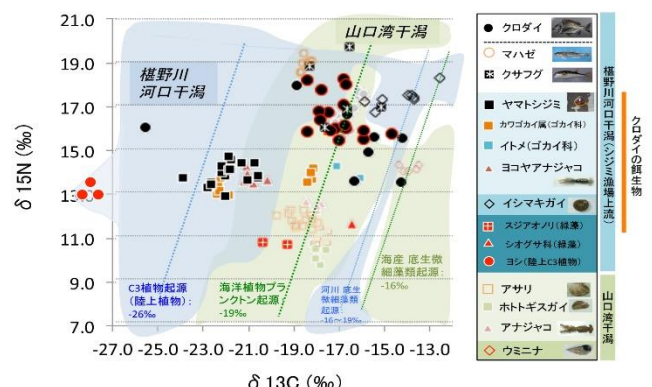 21.0
19.0
17.0
15.0
13.0
11.0
9.0
7.0
δ 15N (‰)
-27.0 -25.0 -23.0 -21.0 -19.0 -17.0 -15.0 -13.0
δ 13C (‰)
椹野川
河口干潟
山口湾干潟
C3植物起源
(陸上植物):
-26‰
海洋植物プラ
ンクトン起源:
-19‰
河川 底生
微細藻類
起源:
-16~19‰
海産 底生微
細藻類起源:
-16‰
クロダイ
マハゼ
クサフグ
ヤマトシジミ
カワゴカイ属(ゴカイ科)
イトメ(ゴカイ科)
ヨコヤアナジャコ
イシマキガイ
スジアオノリ(緑藻)
シオグサ科(緑藻)
ヨシ(陸上C3植物)
アサリ
ホトトギスガイ
アナジャコ
ウミニナ
椹野川河口干潟(シジミ漁場上流)
山口湾干潟
クロダイの餌生物